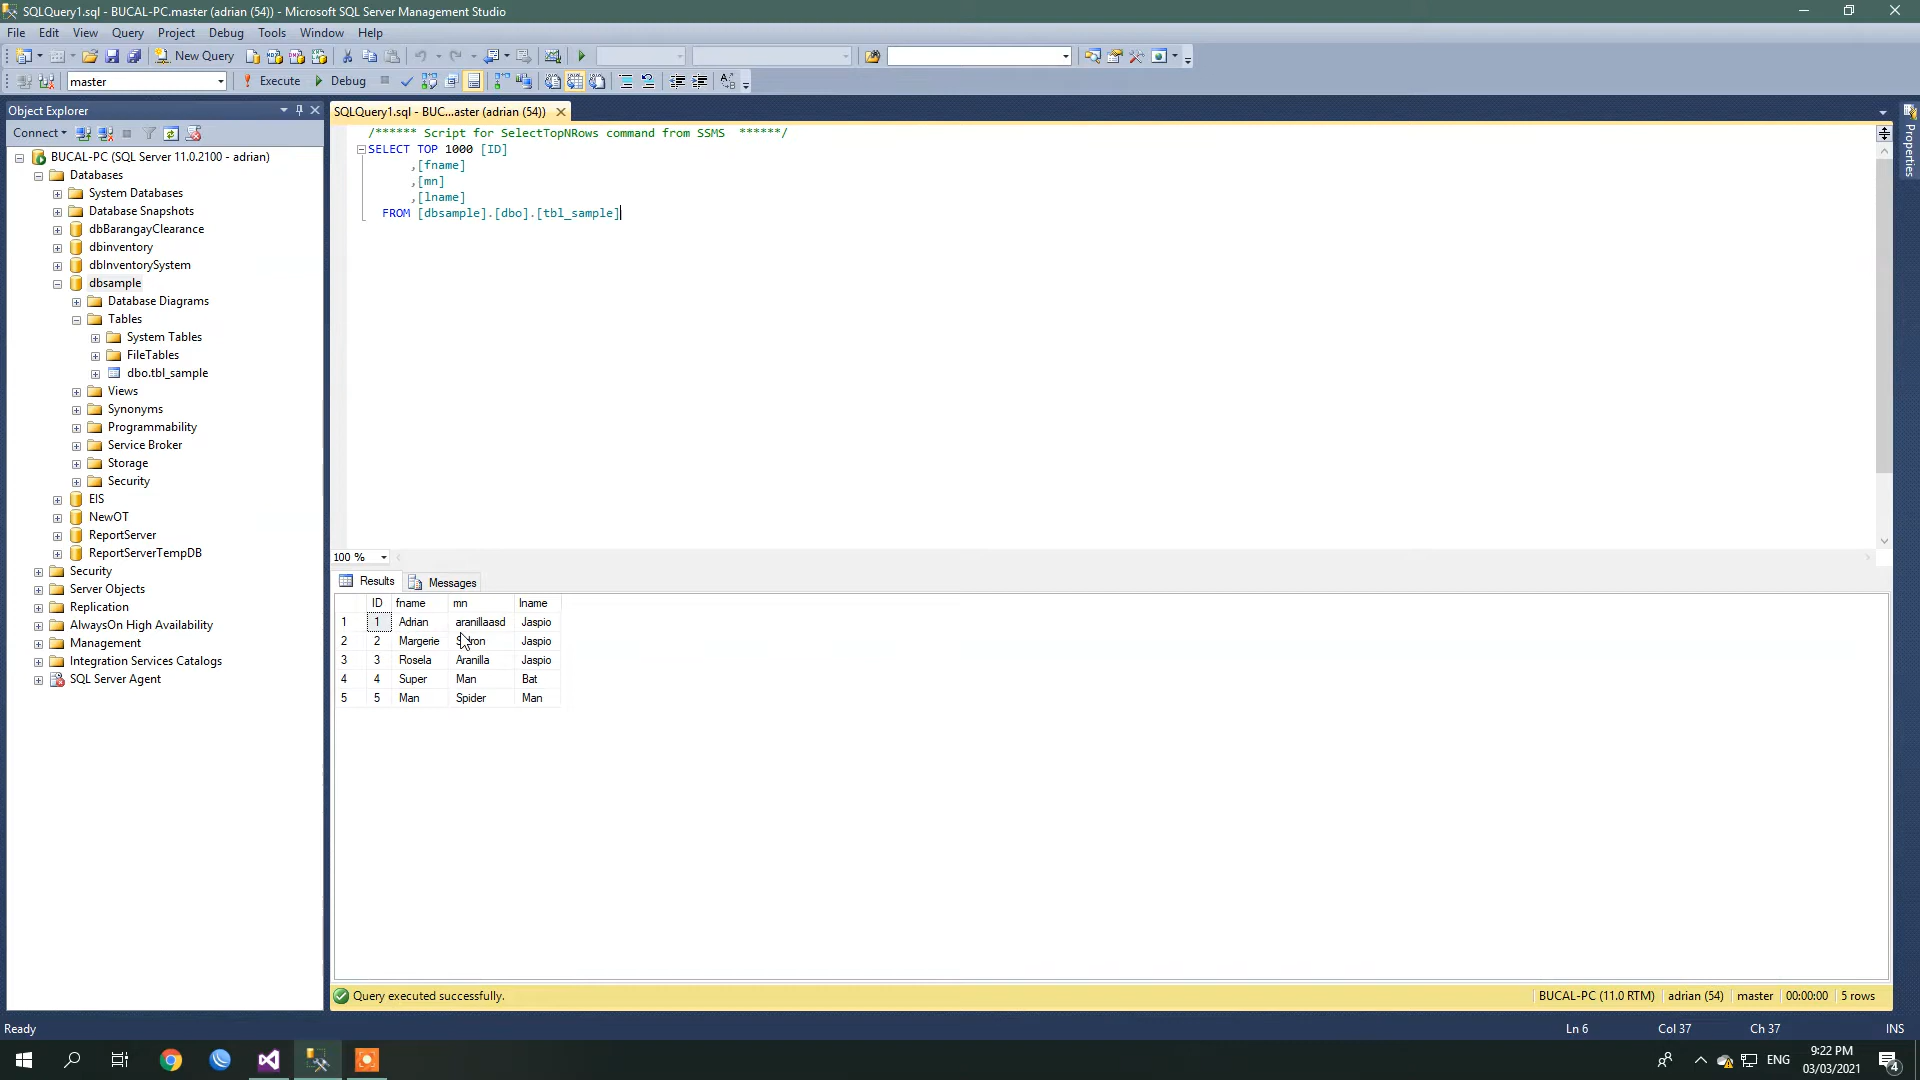 SQLQuery1.sql - BUCAL-PC.master (adrian (54)) - Microsoft SQL Server Management Studio
File Edit View Query Project Debug Tools Window Help
New Query
master Execute Debug
Object Explorer
Connect
BUCAL-PC (SQL Server 11.0.2100 - adrian)
Databases
System Databases
Database Snapshots
dbBarangayClearance
dbinventory
dbInventorySystem
dbsample
Database Diagrams
Tables
System Tables
FileTables
dbo.tbl_sample
Views
Synonyms
Programmability
Service Broker
Storage
Security
EIS
NewOT
ReportServer
ReportServerTempDB
Security
Server Objects
Replication
AlwaysOn High Availability
Management
Integration Services Catalogs
SQL Server Agent
SQLQuery1.sql - BUC...aster (adrian (54))
/****** Script for SelectTopNRows command from SSMS ******/
SELECT TOP 1000 [ID]
,[fname]
,[mn]
,[lname]
FROM [dbsample].[dbo].[tbl_sample]
Properties
100 %
Results Messages
ID fname mn lname
1 1 Adrian aranillaasd Jaspio
2 2 Margerie Jaspio
3 3 Rosela Aranilla Jaspio
4 4 Super Man Bat
5 5 Man Spider Man
Query executed successfully. BUCAL-PC (11.0 RTM) adrian (54) master 00:00:00 5 rows
Ready Ln 6 Col 37 Ch 37 INS
ENG 9:22 PM
03/03/2021
4